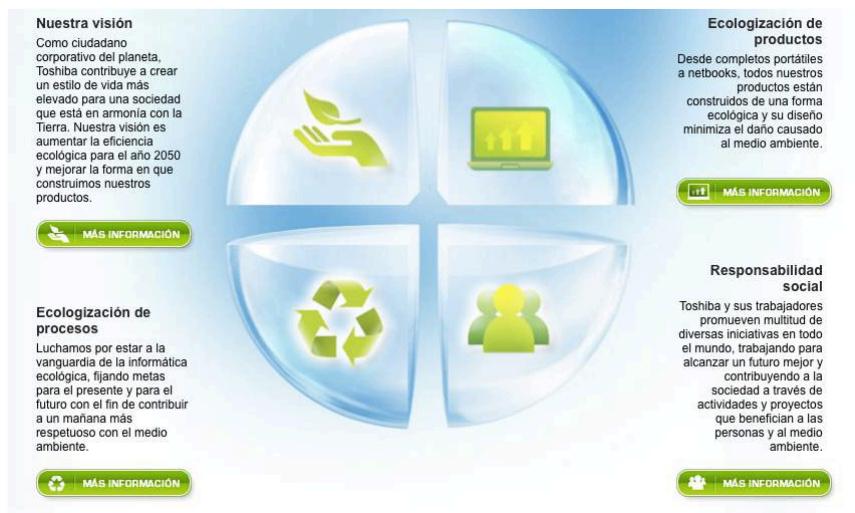 Nuestra visión
Como ciudadano
corporativo del planeta,
Toshiba contribuye a crear
un estilo de vida más
elevado para una sociedad
que está en armonía con la
Tierra. Nuestra visión es
aumentar la eficiencia
ecológica para el año 2050
y mejorar la forma en que
construimos nuestros
productos.
MÁS INFORMACIÓN
Ecologización de
productos
Desde completos portátiles
a netbooks, todos nuestros
productos están
construidos de una forma
ecológica y su diseño
minimiza el daño causado
al medio ambiente.
MÁS INFORMACIÓN
Ecologización de
procesos
Luchamos por estar a la
vanguardia de la informática
ecológica, fijando metas
para el presente y para el
futuro con el fin de contribuir
a un mañana más
respetuoso con el medio
ambiente.
MÁS INFORMACIÓN
Responsabilidad
social
Toshiba y sus trabajadores
promueven multitud de
diversas iniciativas en todo
el mundo, trabajando para
alcanzar un futuro mejor y
contribuyendo a la
sociedad a través de
actividades y proyectos
que benefician a las
personas y al medio
ambiente.
MÁS INFORMACIÓN